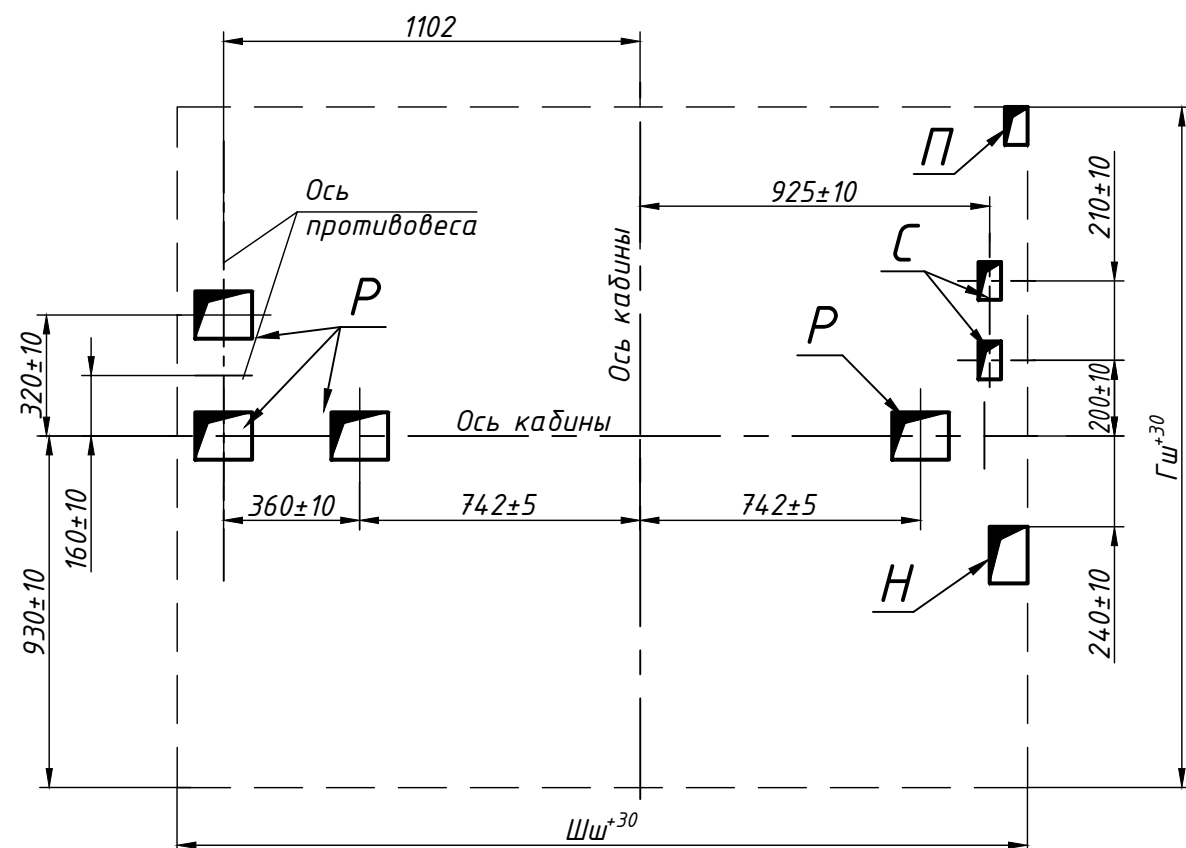 1102
П
Ось
противовеса
925±10
210±10
С
Ось кабины
Р
Р
320±10
Ось кабины
200±10
Гш+30
160±10
360±10
742±5
742±5
Н
930±10
240±10
Шш+30